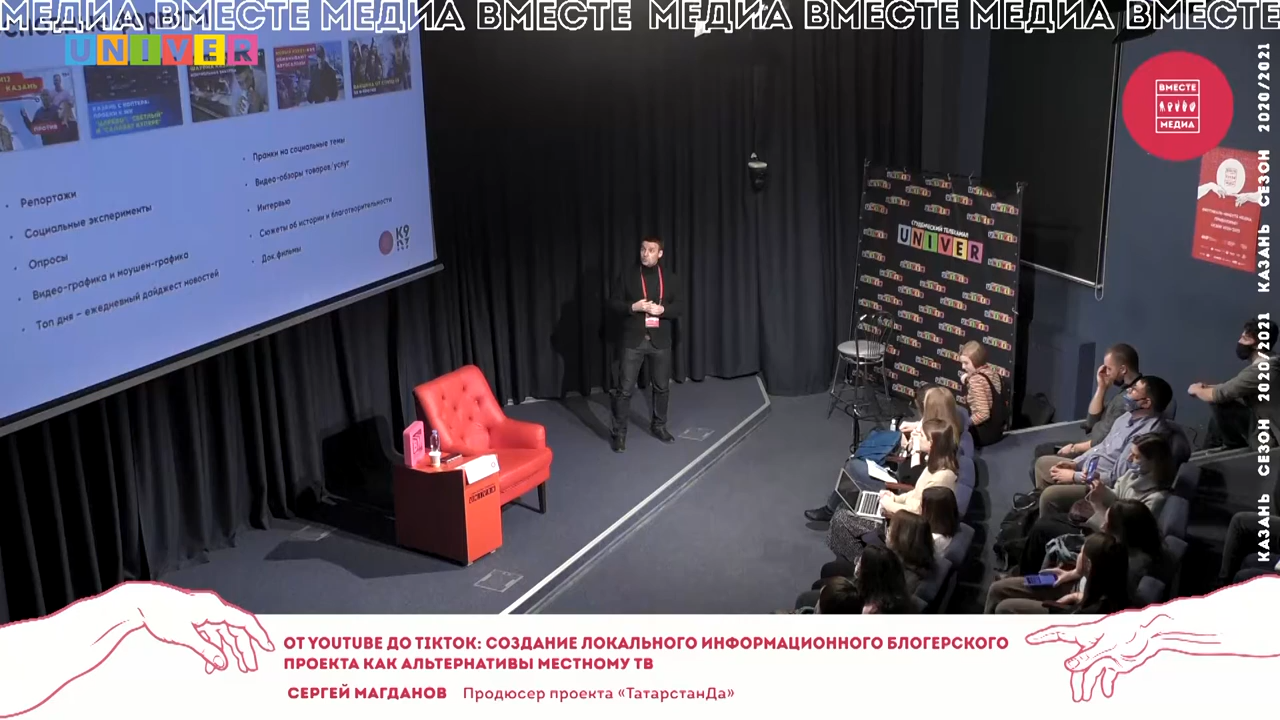 МЕДИА ВМЕСТЕ МЕДИА ВМЕСТЕ МЕДИА ВМЕСТЕ МЕДИА ВМЕСТЕ
UNIVER
КАЗАНЬ
ПРОТИВ
• Репортажи
• Социальные эксперименты
• Опросы
• Видео-графика и моушен-графика
• Топ дня – ежедневный дайджест новостей
• Пранки на социальные темы
• Видео-обзоры товаров/услуг
• Интервью
• Сюжеты об истории и благотворительности
• Док.фильмы
СТУДЕНЧЕСКИЙ ТЕЛЕКАНАЛ
UNIVER
ВМЕСТЕ
МЕДИА
КАЗАНЬ СЕЗОН 2020/2021 КАЗАНЬ СЕЗОН 2020/2021
ОТ YOUTUBE ДО TIKTOK: СОЗДАНИЕ ЛОКАЛЬНОГО ИНФОРМАЦИОННОГО БЛОГЕРСКОГО
ПРОЕКТА КАК АЛЬТЕРНАТИВЫ МЕСТНОМУ ТВ
СЕРГЕЙ МАГДАНОВ Продюсер проекта «ТатарстанДа»